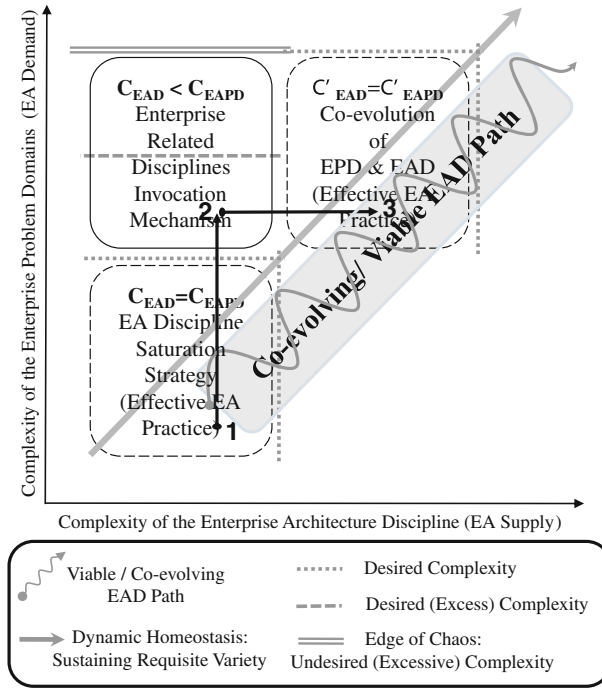 Complexity of the Enterprise Problem Domains (EA Demand)
C_EAD < C_EAPD
Enterprise
Related
Disciplines
Invocation
Mechanism
C′_EAD=C′_EAPD
Co-evolution
of
EPD & EAD
(Effective EA
Practice)
2
3
C_EAD=C_EAPD
EA Discipline
Saturation
Strategy
(Effective EA
Practice)
1
Co-evolving/ Viable EAD Path
Complexity of the Enterprise Architecture Discipline (EA Supply)
Viable / Co-evolving
EAD Path
Dynamic Homeostasis:
Sustaining Requisite Variety
Desired Complexity
Desired (Excess) Complexity
Edge of Chaos:
Undesired (Excessive) Complexity